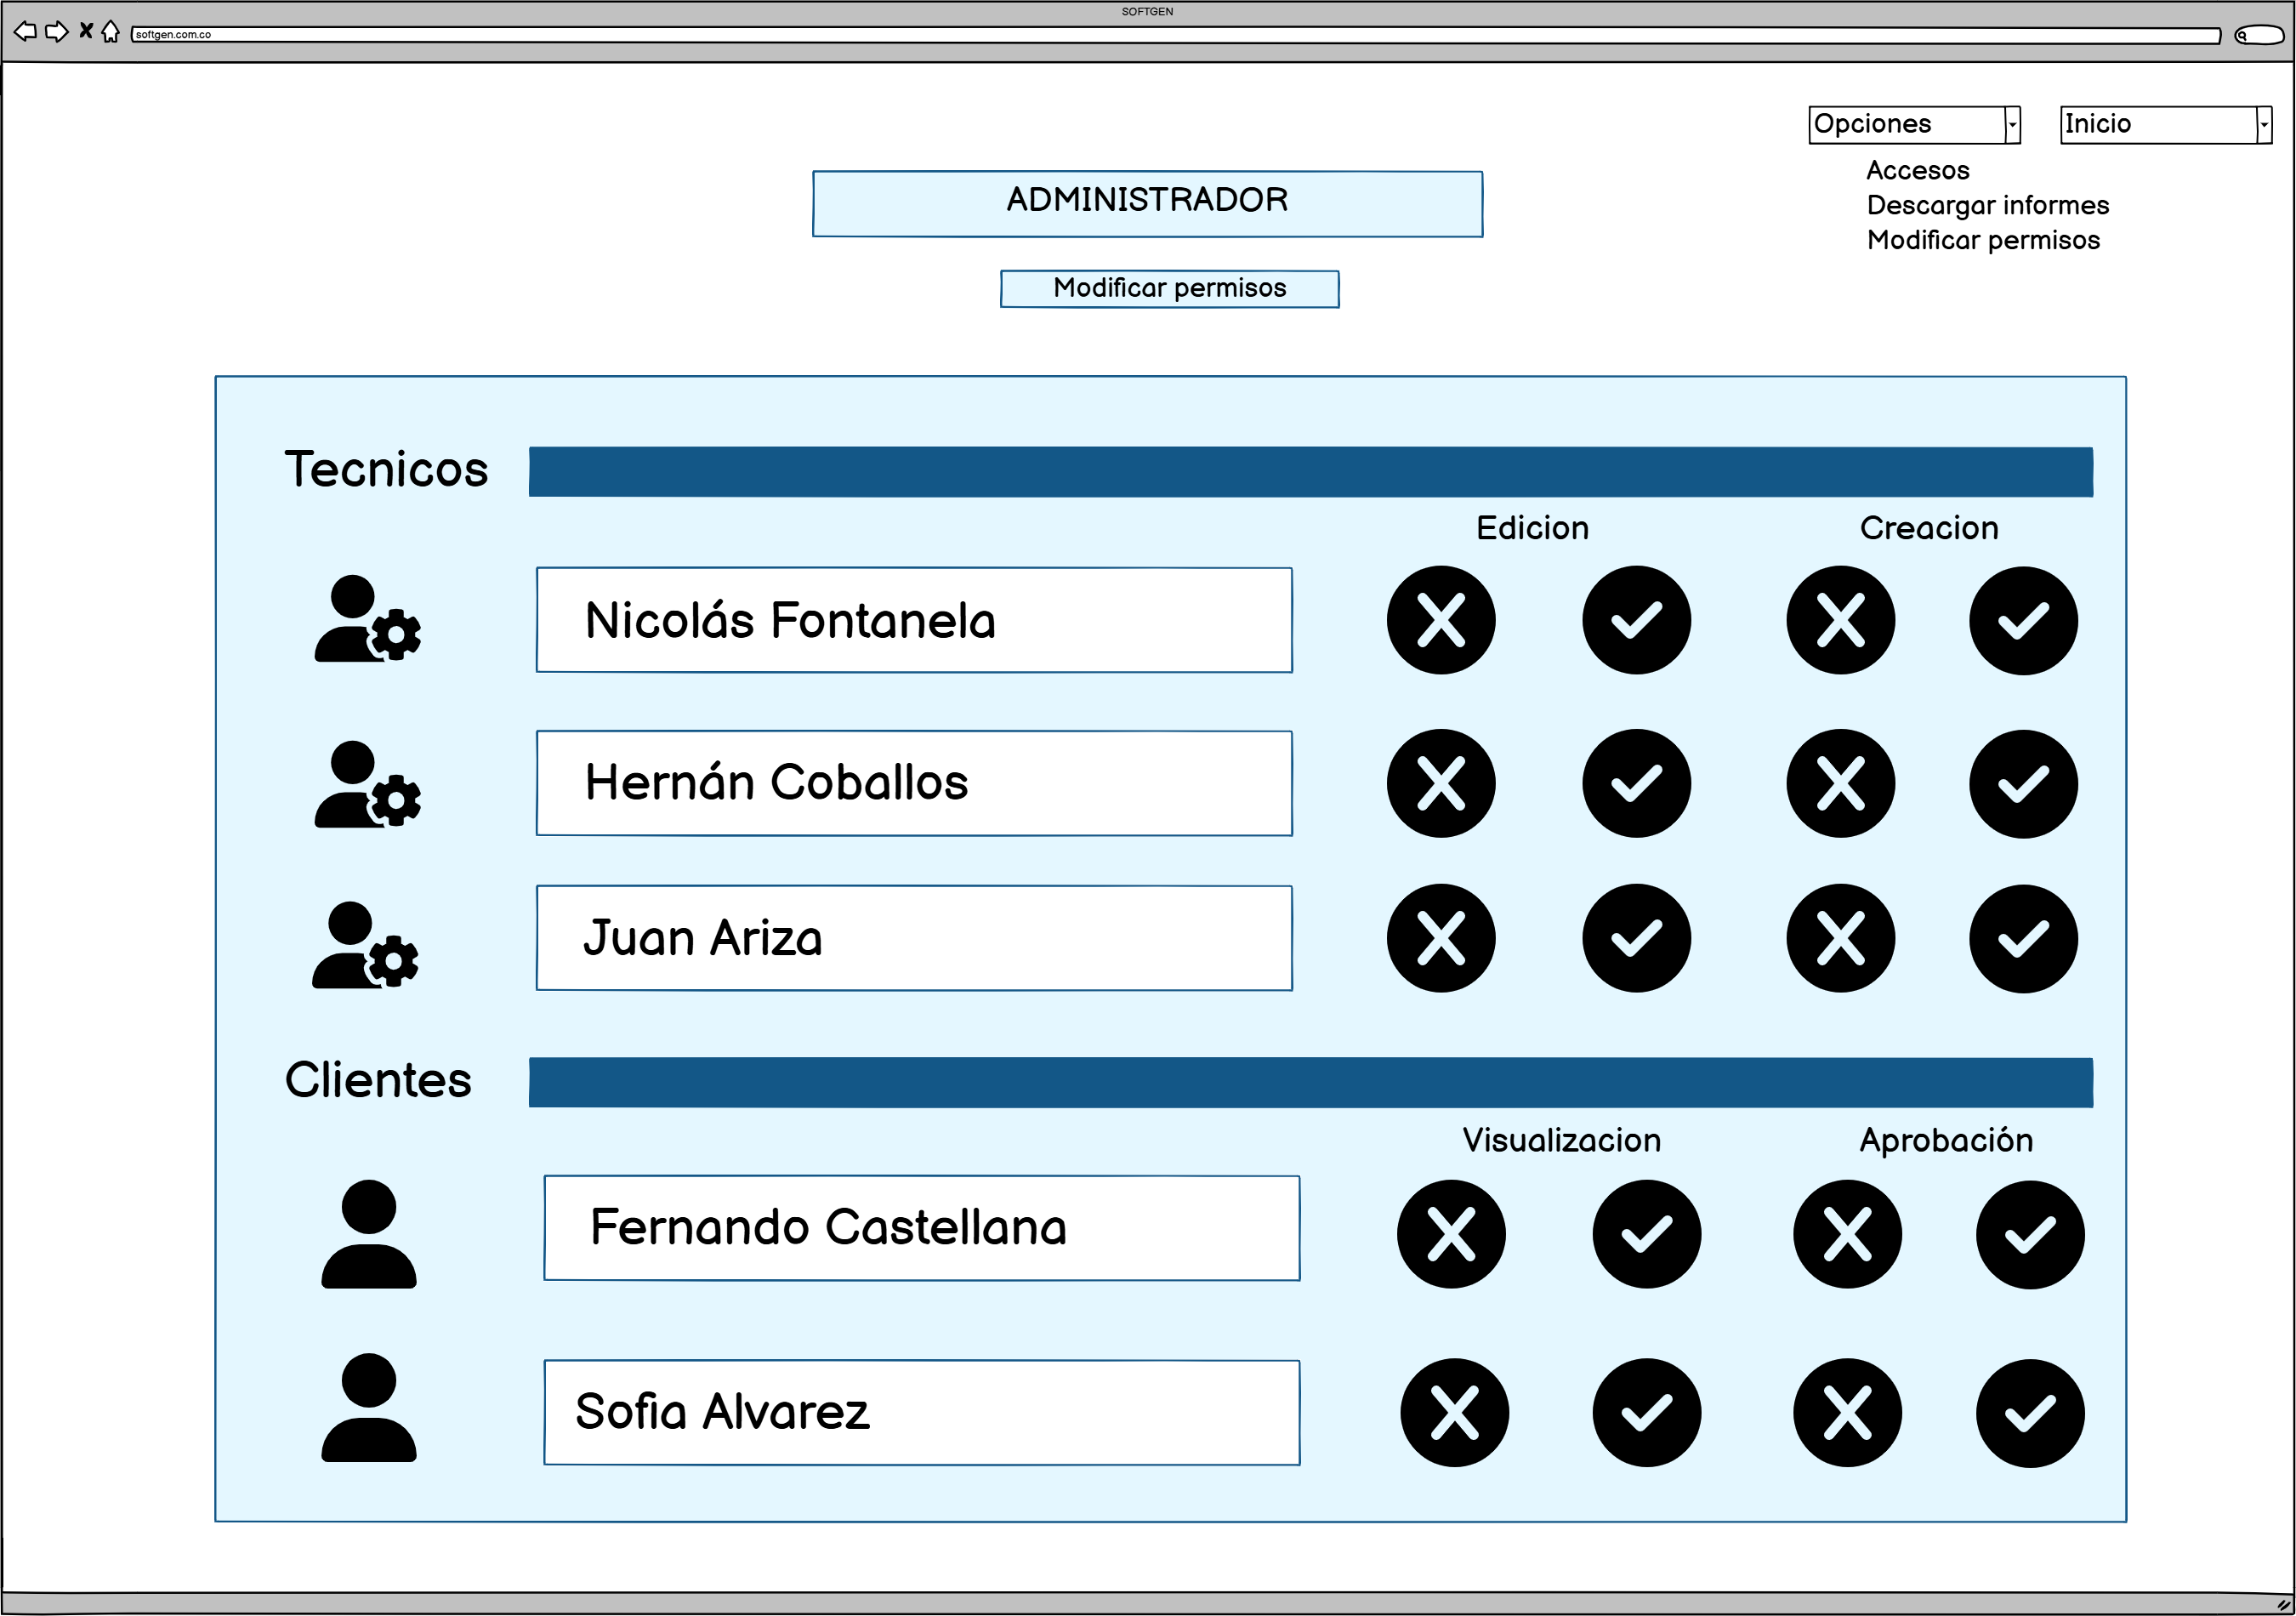 SOFTGEN
softgen.com.co
Opciones
Inicio
Accesos
Descargar informes
Modificar permisos
ADMINISTRADOR
Modificar permisos
Tecnicos
Edicion
Creacion
Nicolás Fontanela
Hernán Coballos
Juan Ariza
Clientes
Visualizacion
Aprobación
Fernando Castellana
Sofia Alvarez